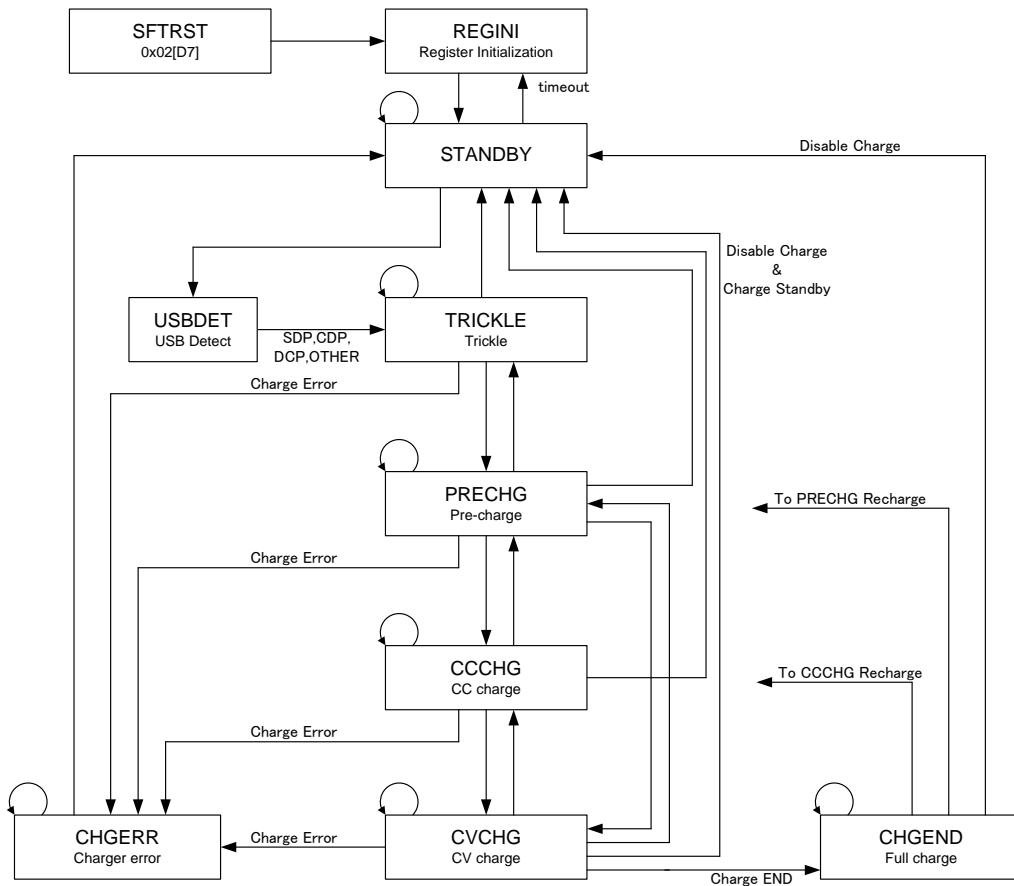 SFTRST
0x02[D7]
REGINI
Register Initialization
timeout
STANDBY
Disable Charge
Disable Charge
&
Charge Standby
USBDET
USB Detect
SDP,CDP,
DCP,OTHER
TRICKLE
Trickle
Charge Error
PRECHG
Pre-charge
To PRECHG Recharge
Charge Error
CCCHG
CC charge
To CCCHG Recharge
Charge Error
CHGERR
Charger error
Charge Error
CVCHG
CV charge
Charge END
CHGEND
Full charge